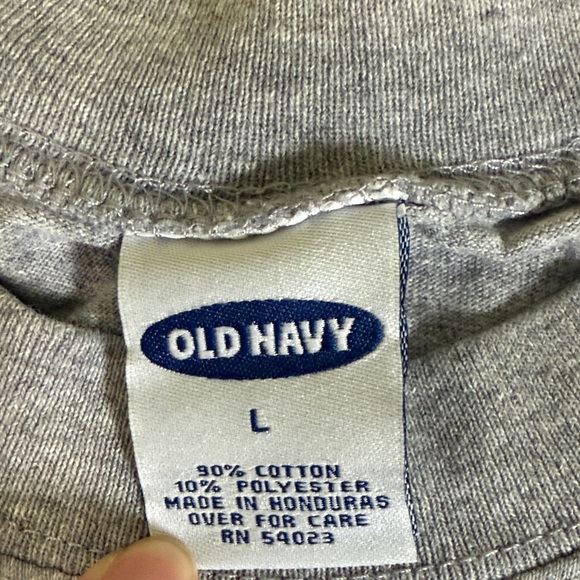 OLD NAVY
L
90% COTTON
10% POLYESTER
MADE IN HONDURAS
OVER FOR CARE
RN 54023